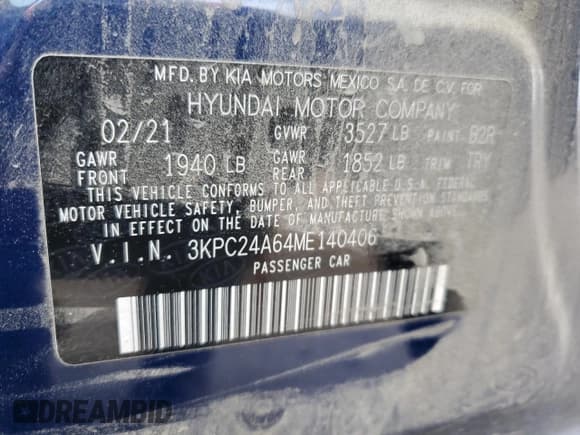 MFD. BY KIA MOTORS MEXICO S.A. DE C.V. FOR
HYUNDAI MOTOR COMPANY
02/21 GVWR 3527 LB PAINT B2R
GAWR FRONT 1940 LB GAWR REAR 1852 LB TRIM TRY
THIS VEHICLE CONFORMS TO ALL APPLICABLE U.S.A. FEDERAL
MOTOR VEHICLE SAFETY, BUMPER, AND THEFT PREVENTION STANDARDS
IN EFFECT ON THE DATE OF MANUFACTURE SHOWN ABOVE.
V.I.N. 3KPC24A64ME140406
PASSENGER CAR
DREAMBID